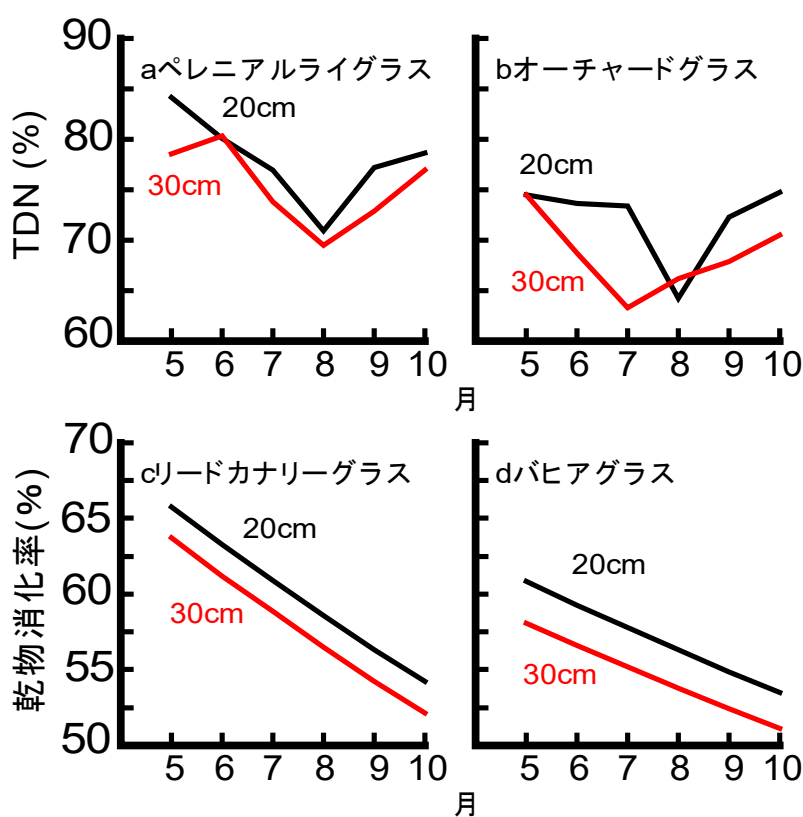 90
80
70
60
TDN (%)
aペレニアルライグラス
20cm
30cm
5 6 7 8 9 10
bオーチャードグラス
20cm
30cm
5 6 7 8 9 10
月
70
65
60
55
50
乾物消化率(%)
cリードカナリーグラス
20cm
30cm
5 6 7 8 9 10
dバヒアグラス
20cm
30cm
5 6 7 8 9 10
月